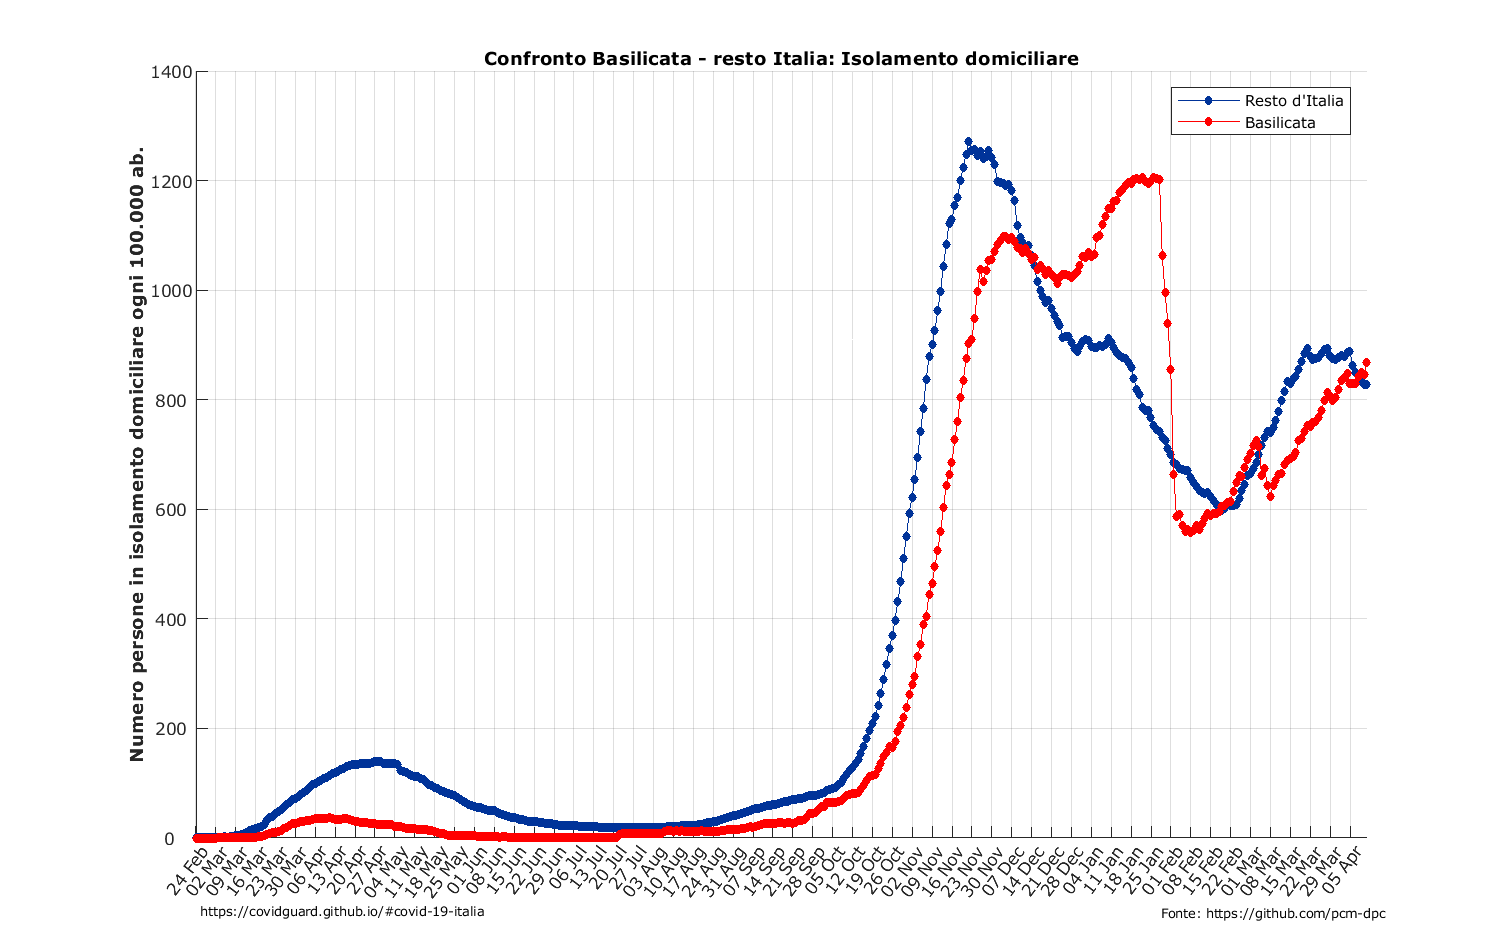 Confronto Basilicata - resto Italia: Isolamento domiciliare
Numero persone in isolamento domiciliare ogni 100.000 ab.
1400
1200
1000
800
600
400
200
0
Resto d'Italia
Basilicata
24 Feb
02 Mar
09 Mar
16 Mar
23 Mar
30 Mar
06 Apr
13 Apr
20 Apr
27 Apr
04 May
11 May
18 May
25 May
01 Jun
08 Jun
15 Jun
22 Jun
29 Jun
06 Jul
13 Jul
20 Jul
27 Jul
03 Aug
10 Aug
17 Aug
24 Aug
31 Aug
07 Sep
14 Sep
21 Sep
28 Sep
05 Oct
12 Oct
19 Oct
26 Oct
02 Nov
09 Nov
16 Nov
23 Nov
30 Nov
07 Dec
14 Dec
21 Dec
28 Dec
04 Jan
11 Jan
18 Jan
25 Jan
01 Feb
08 Feb
15 Feb
22 Feb
01 Mar
08 Mar
15 Mar
22 Mar
29 Mar
05 Apr
https://covidguard.github.io/#covid-19-italia
Fonte: https://github.com/pcm-dpc